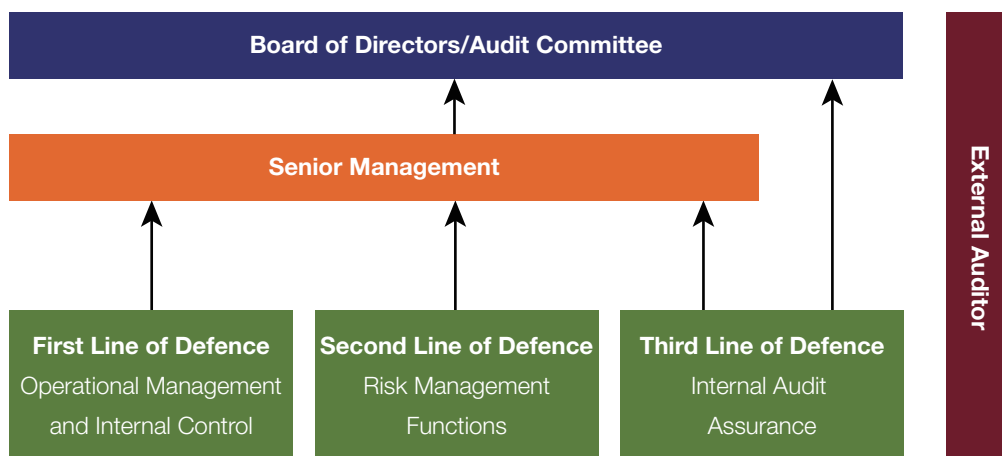 Board of Directors/Audit Committee
Senior Management
First Line of Defence
Operational Management
and Internal Control
Second Line of Defence
Risk Management
Functions
Third Line of Defence
Internal Audit
Assurance
External Auditor